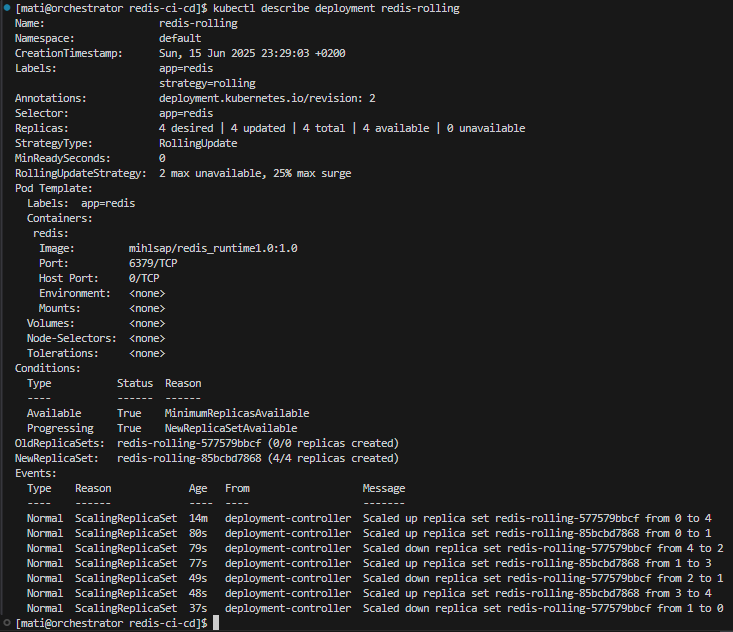 [mati@orchestrator redis-ci-cd]$ kubectl describe deployment redis-rolling
Name:                   redis-rolling
Namespace:              default
CreationTimestamp:      Sun, 15 Jun 2025 23:29:03 +0200
Labels:                 app=redis
                        strategy=rolling
Annotations:            deployment.kubernetes.io/revision: 2
Selector:               app=redis
Replicas:               4 desired | 4 updated | 4 total | 4 available | 0 unavailable
StrategyType:           RollingUpdate
MinReadySeconds:        0
RollingUpdateStrategy:  2 max unavailable, 25% max surge
Pod Template:
  Labels:  app=redis
  Containers:
   redis:
    Image:         mihlsap/redis_runtime1.0:1.0
    Port:          6379/TCP
    Host Port:     0/TCP
    Environment:   <none>
    Mounts:        <none>
  Volumes:         <none>
  Node-Selectors:  <none>
  Tolerations:     <none>
Conditions:
  Type           Status  Reason
  ----           ------  ------
  Available      True    MinimumReplicasAvailable
  Progressing    True    NewReplicaSetAvailable
OldReplicaSets:  redis-rolling-577579bbcf (0/0 replicas created)
NewReplicaSet:   redis-rolling-85bcbd7868 (4/4 replicas created)
Events:
  Type    Reason             Age   From                   Message
  ----    ------             ----  ----                   -------
  Normal  ScalingReplicaSet  14m   deployment-controller  Scaled up replica set redis-rolling-577579bbcf from 0 to 4
  Normal  ScalingReplicaSet  80s   deployment-controller  Scaled up replica set redis-rolling-85bcbd7868 from 0 to 1
  Normal  ScalingReplicaSet  79s   deployment-controller  Scaled down replica set redis-rolling-577579bbcf from 4 to 2
  Normal  ScalingReplicaSet  77s   deployment-controller  Scaled up replica set redis-rolling-85bcbd7868 from 1 to 3
  Normal  ScalingReplicaSet  49s   deployment-controller  Scaled down replica set redis-rolling-577579bbcf from 2 to 1
  Normal  ScalingReplicaSet  48s   deployment-controller  Scaled up replica set redis-rolling-85bcbd7868 from 3 to 4
  Normal  ScalingReplicaSet  37s   deployment-controller  Scaled down replica set redis-rolling-577579bbcf from 1 to 0
[mati@orchestrator redis-ci-cd]$